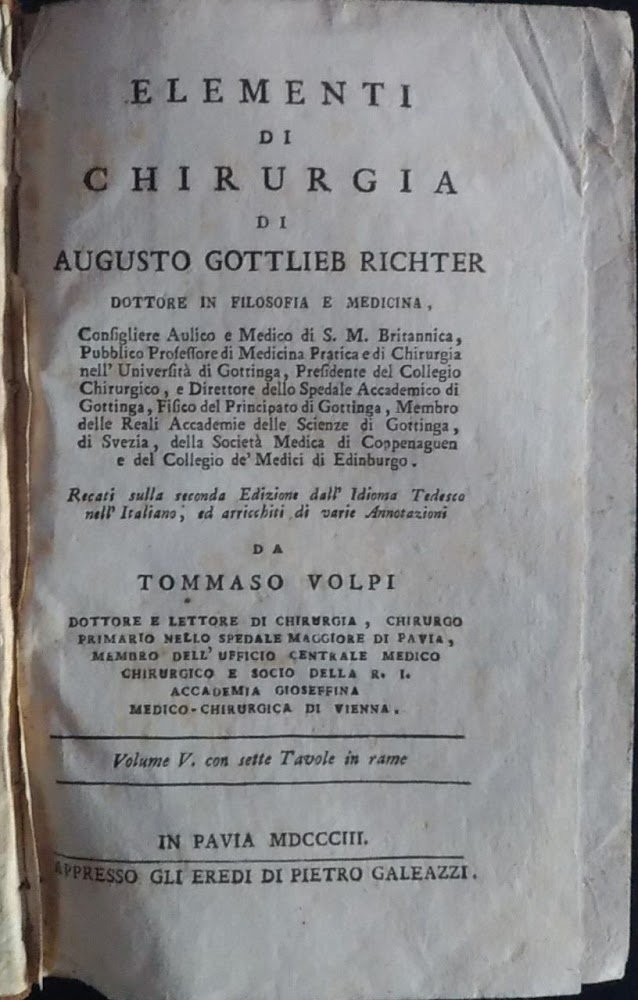 ELEMENTI
DI
CHIRURGIA
DI
AUGUSTO GOTTLIEB RICHTER
DOTTORE IN FILOSOFIA E MEDICINA,
Conſigliere Aulico e Medico di S. M. Britannica,
Pubblico Profeſſore di Medicina Pratica e di Chirurgia
nell' Univerſità di Gottinga, Preſidente del Collegio
Chirurgico, e Direttore dello Spedale Accademico di
Gottinga, Fiſico del Principato di Gottinga, Membro
delle Reali Accademie delle Scienze di Gottinga,
di Svezia, della Società Medica di Coppenaguen
e del Collegio de' Medici di Edinburgo.
Recati sulla seconda Edizione dall' Idioma Tedesco
nell' Italiano, ed arricchiti di varie Annotazioni
DA
TOMMASO VOLPI
DOTTORE E LETTORE DI CHIRURGIA, CHIRURGO
PRIMARIO NELLO SPEDALE MAGGIORE DI PAVIA,
MEMBRO DELL' UFFICIO CENTRALE MEDICO
CHIRURGICO E SOCIO DELLA R. I.
ACCADEMIA GIOSEFFINA
MEDICO-CHIRURGICA DI VIENNA.
Volume V. con sette Tavole in rame
IN PAVIA MDCCCIII.
APPRESSO GLI EREDI DI PIETRO GALEAZZI.